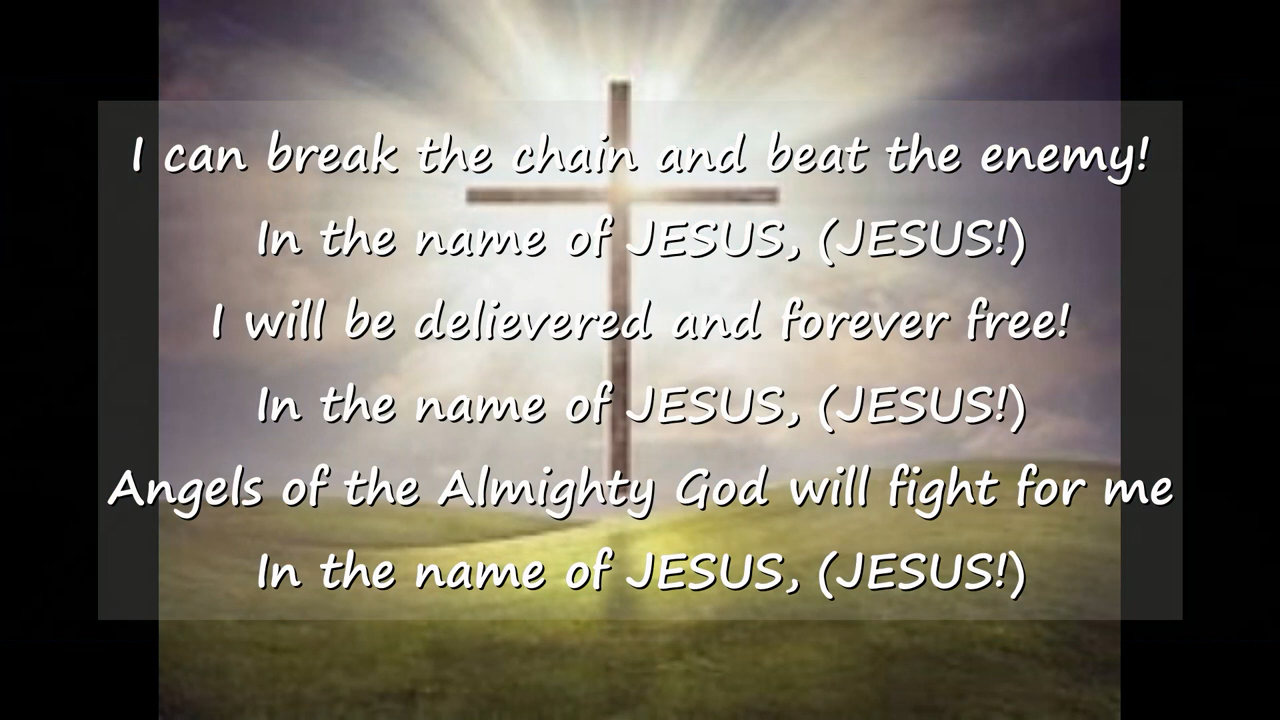 I can break the chain and beat the enemy!
In the name of JESUS, (JESUS!)
I will be delievered and forever free!
In the name of JESUS, (JESUS!)
Angels of the Almighty God will fight for me
In the name of JESUS, (JESUS!)